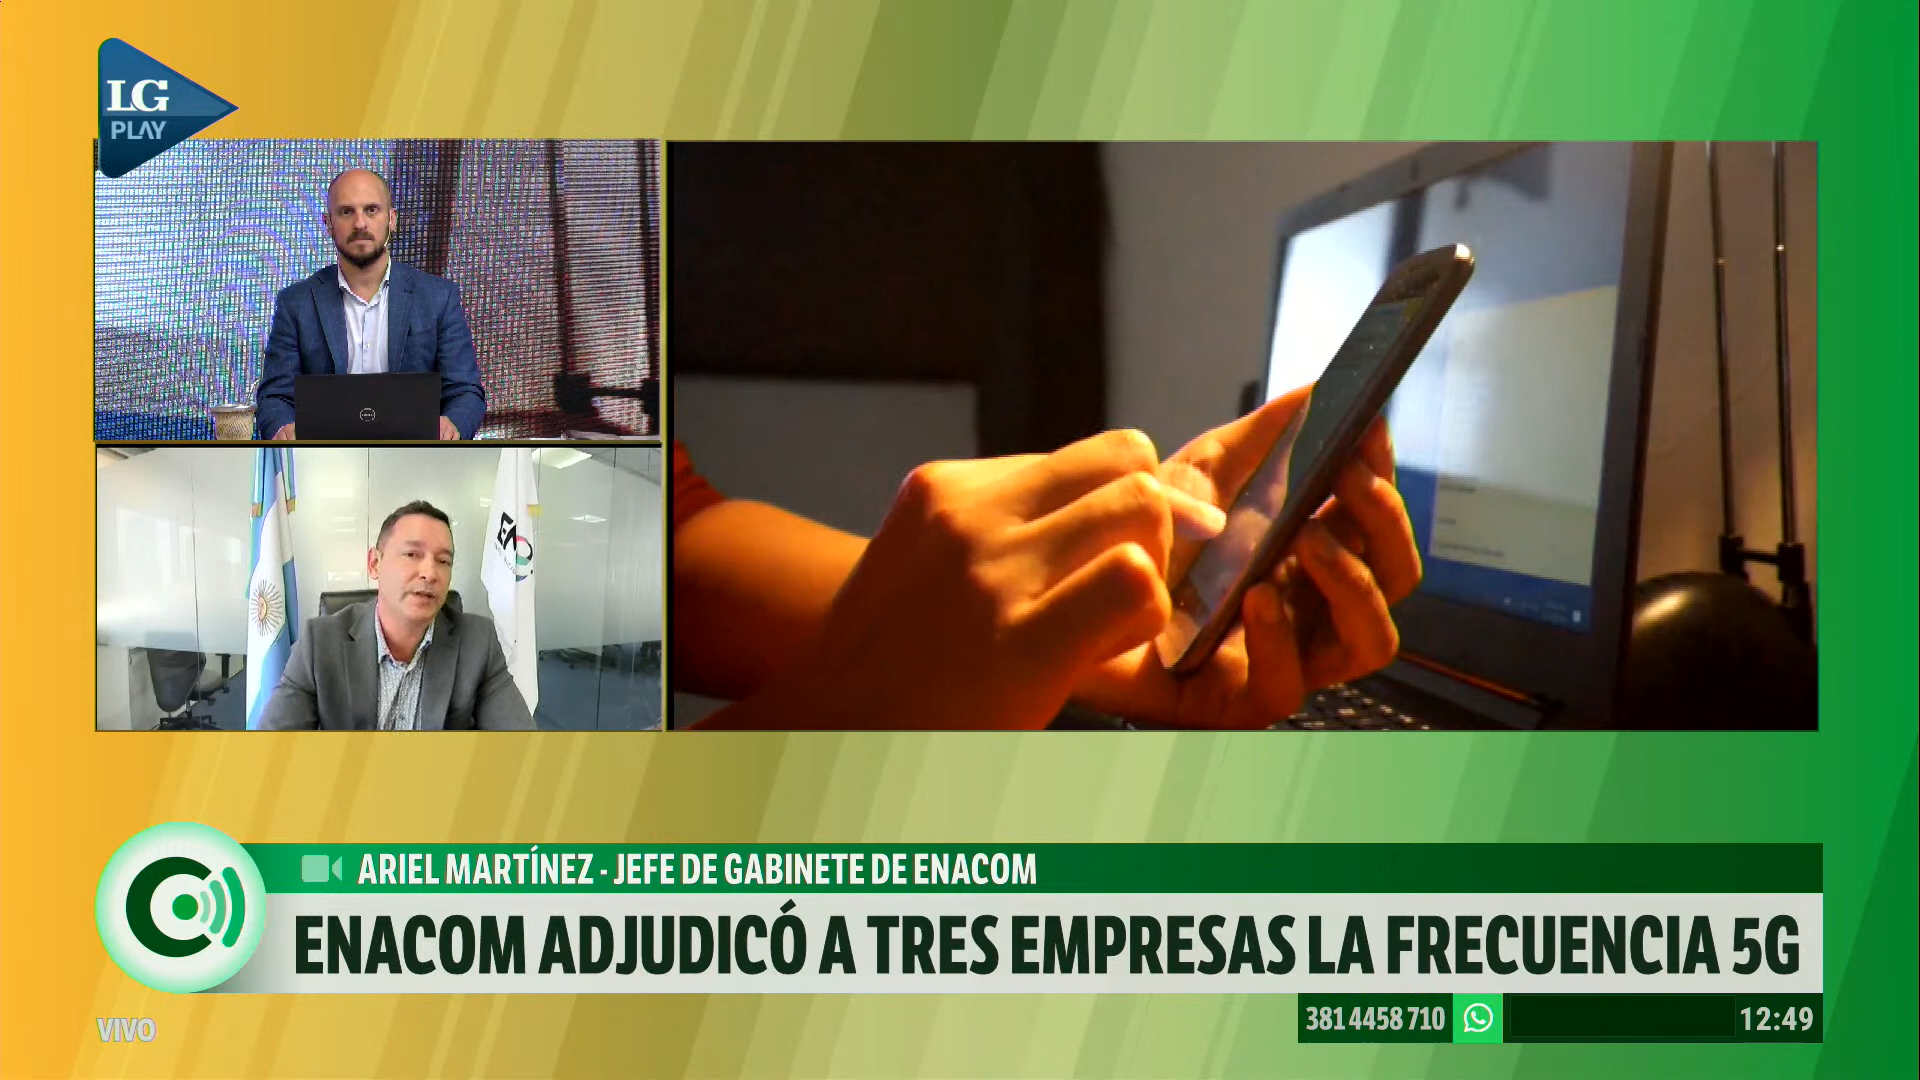 LG
PLAY
ARIEL MARTÍNEZ - JEFE DE GABINETE DE ENACOM
ENACOM ADJUDICÓ A TRES EMPRESAS LA FRECUENCIA 5G
VIVO
381 4458 710
12:49